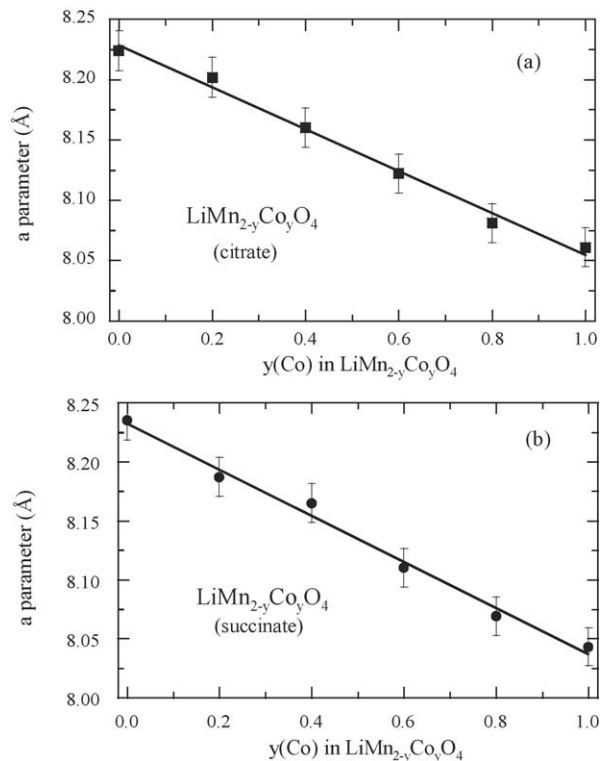 8.25
8.20
8.15
8.10
8.05
8.00
a parameter (Å)
(a)
LiMn₂₋yCoyO₄
(citrate)
0.0 0.2 0.4 0.6 0.8 1.0
y(Co) in LiMn₂₋yCoyO₄
8.25
8.20
8.15
8.10
8.05
8.00
a parameter (Å)
(b)
LiMn₂₋yCoyO₄
(succinate)
0.0 0.2 0.4 0.6 0.8 1.0
y(Co) in LiMn₂₋yCoyO₄